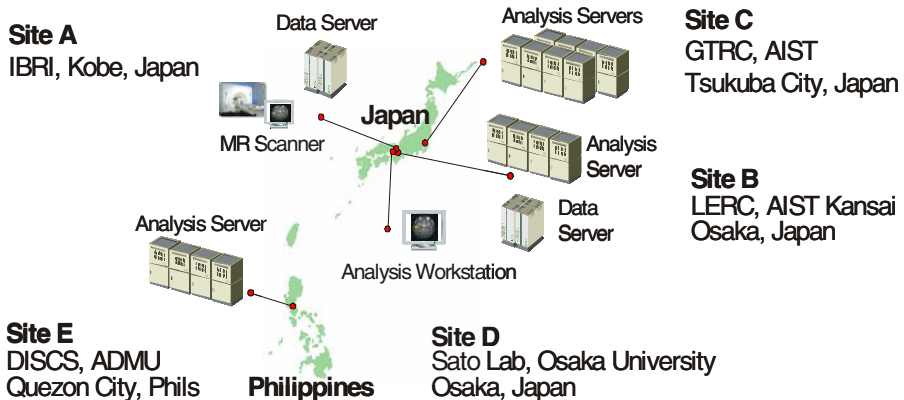 Site A
IBRI, Kobe, Japan
Data Server
MR Scanner
Analysis Servers
Site C
GTRC, AIST
Tsukuba City, Japan
Japan
Analysis
Server
Data
Server
Site B
LERC, AIST Kansai
Osaka, Japan
Analysis Server
Analysis Workstation
Site E
DISCS, ADMU
Quezon City, Phils
Philippines
Site D
Sato Lab, Osaka University
Osaka, Japan